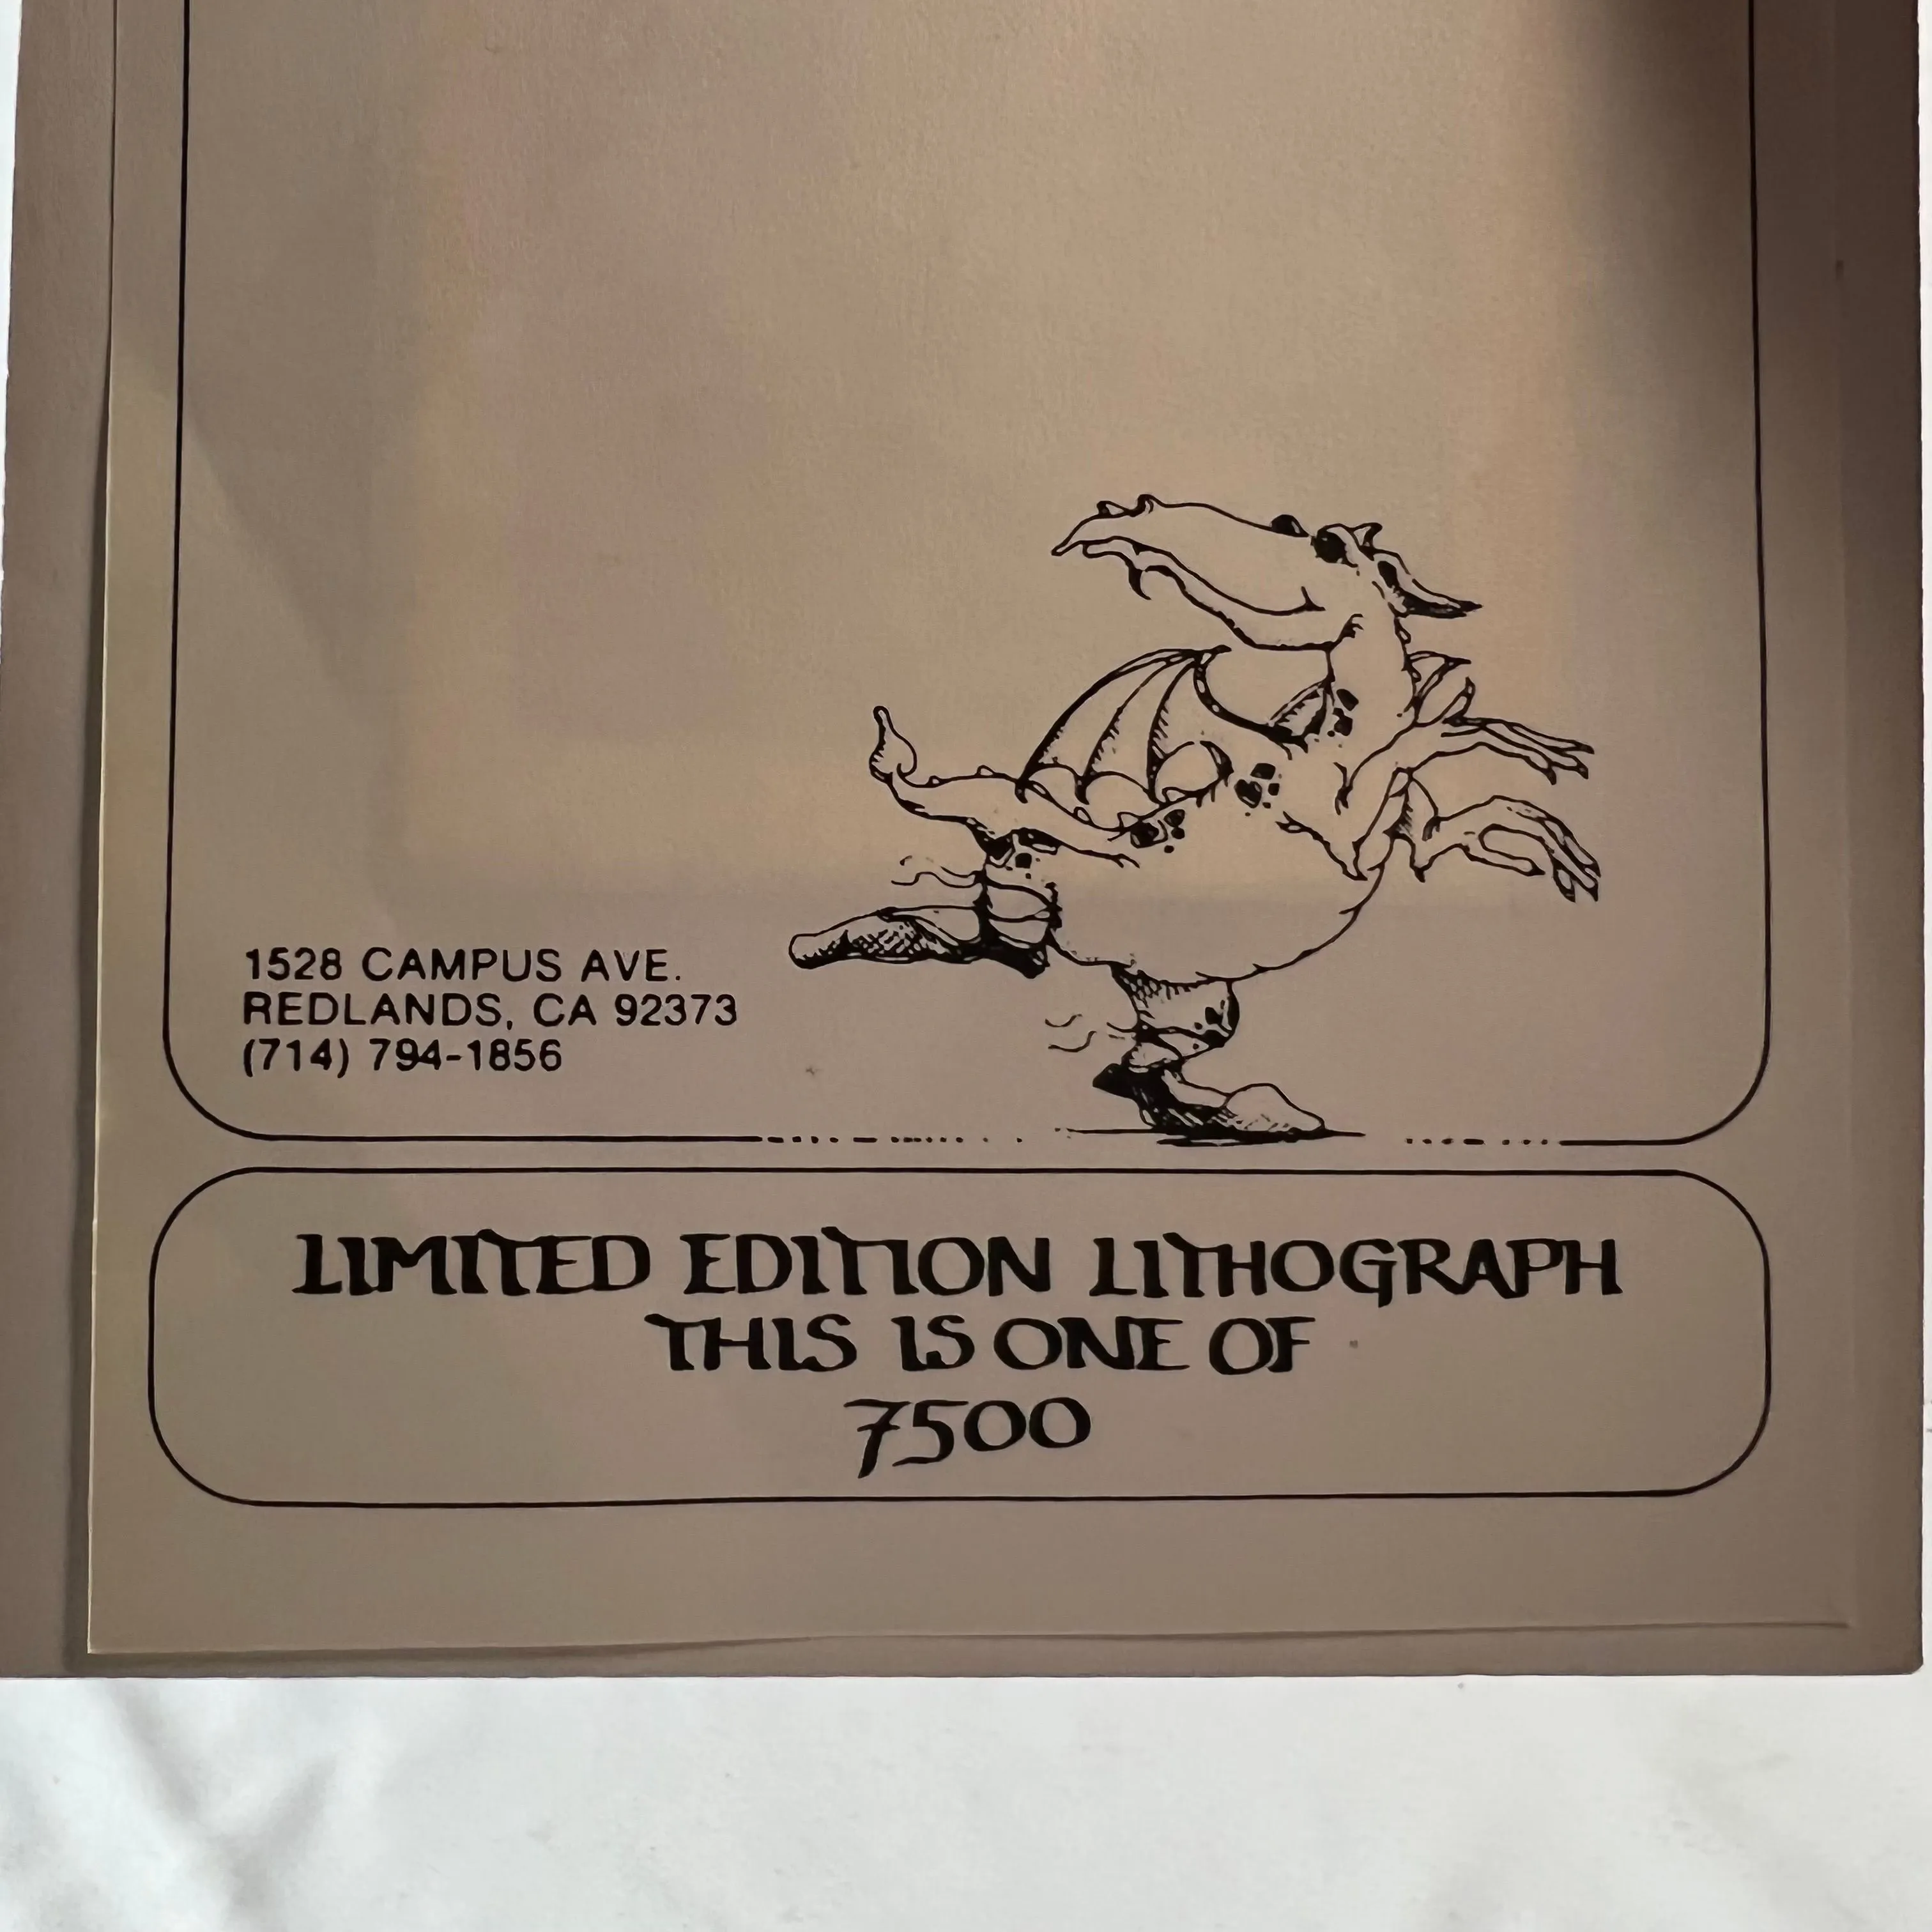 1528 CAMPUS AVE.
REDLANDS, CA 92373
(714) 794-1856
LIMITED EDITION LITHOGRAPH
THIS IS ONE OF
7500